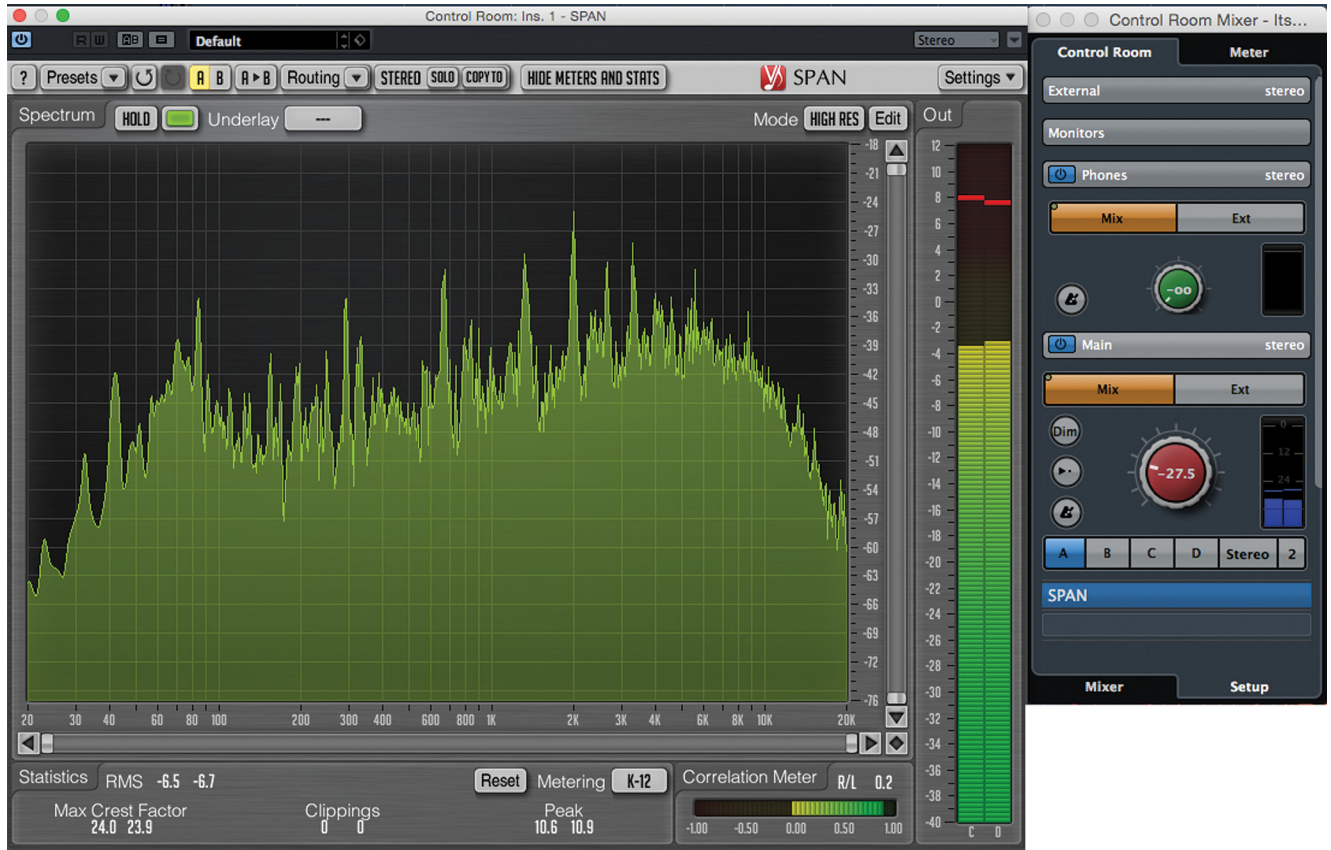 Control Room: Ins. 1 - SPAN
R W AB Default Stereo
? Presets A B A▸B Routing STEREO SOLO COPY TO HIDE METERS AND STATS SPAN Settings
Spectrum HOLD Underlay --- Mode HIGH RES Edit Out
-18
-21
-24
-27
-30
-33
-36
-39
-42
-45
-48
-51
-54
-57
-60
-63
-66
-69
-72
-76
20 30 40 60 80 100 200 300 400 600 800 1K 2K 3K 4K 6K 8K 10K 20K
12
10
8
6
4
2
0
-2
-4
-6
-8
-10
-12
-14
-16
-18
-20
-22
-24
-26
-28
-30
-32
-34
-36
-38
-40
C D
Statistics RMS -6.5 -6.7 Reset Metering K-12
Max Crest Factor Clippings Peak
24.0 23.9 0 0 10.6 10.9
Correlation Meter R/L 0.2
-1.00 -0.50 0.00 0.50 1.00
Control Room Mixer - Its...
Control Room Meter
External stereo
Monitors
Phones stereo
Mix Ext
-oo
Main stereo
Mix Ext
Dim
-27.5
0
12
24
A B C D Stereo 2
SPAN
Mixer Setup